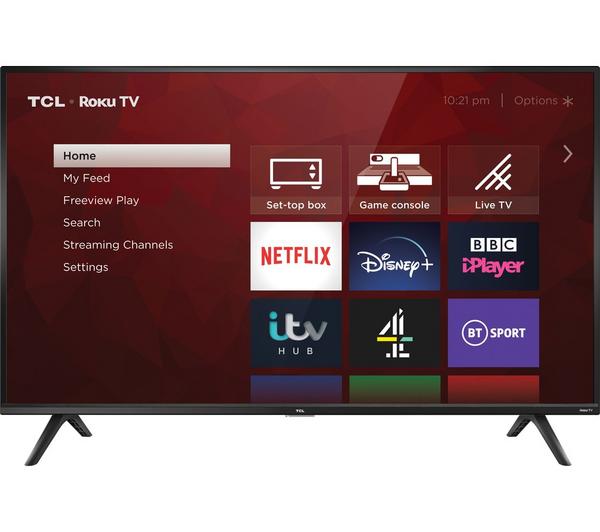 TCL • Roku TV
10:21 pm | Options
Home
My Feed
Freeview Play
Search
Streaming Channels
Settings
Set-top box
Game console
Live TV
NETFLIX
Disney+
BBC
iPlayer
itv
HUB
4
BT SPORT
TCL
Roku TV